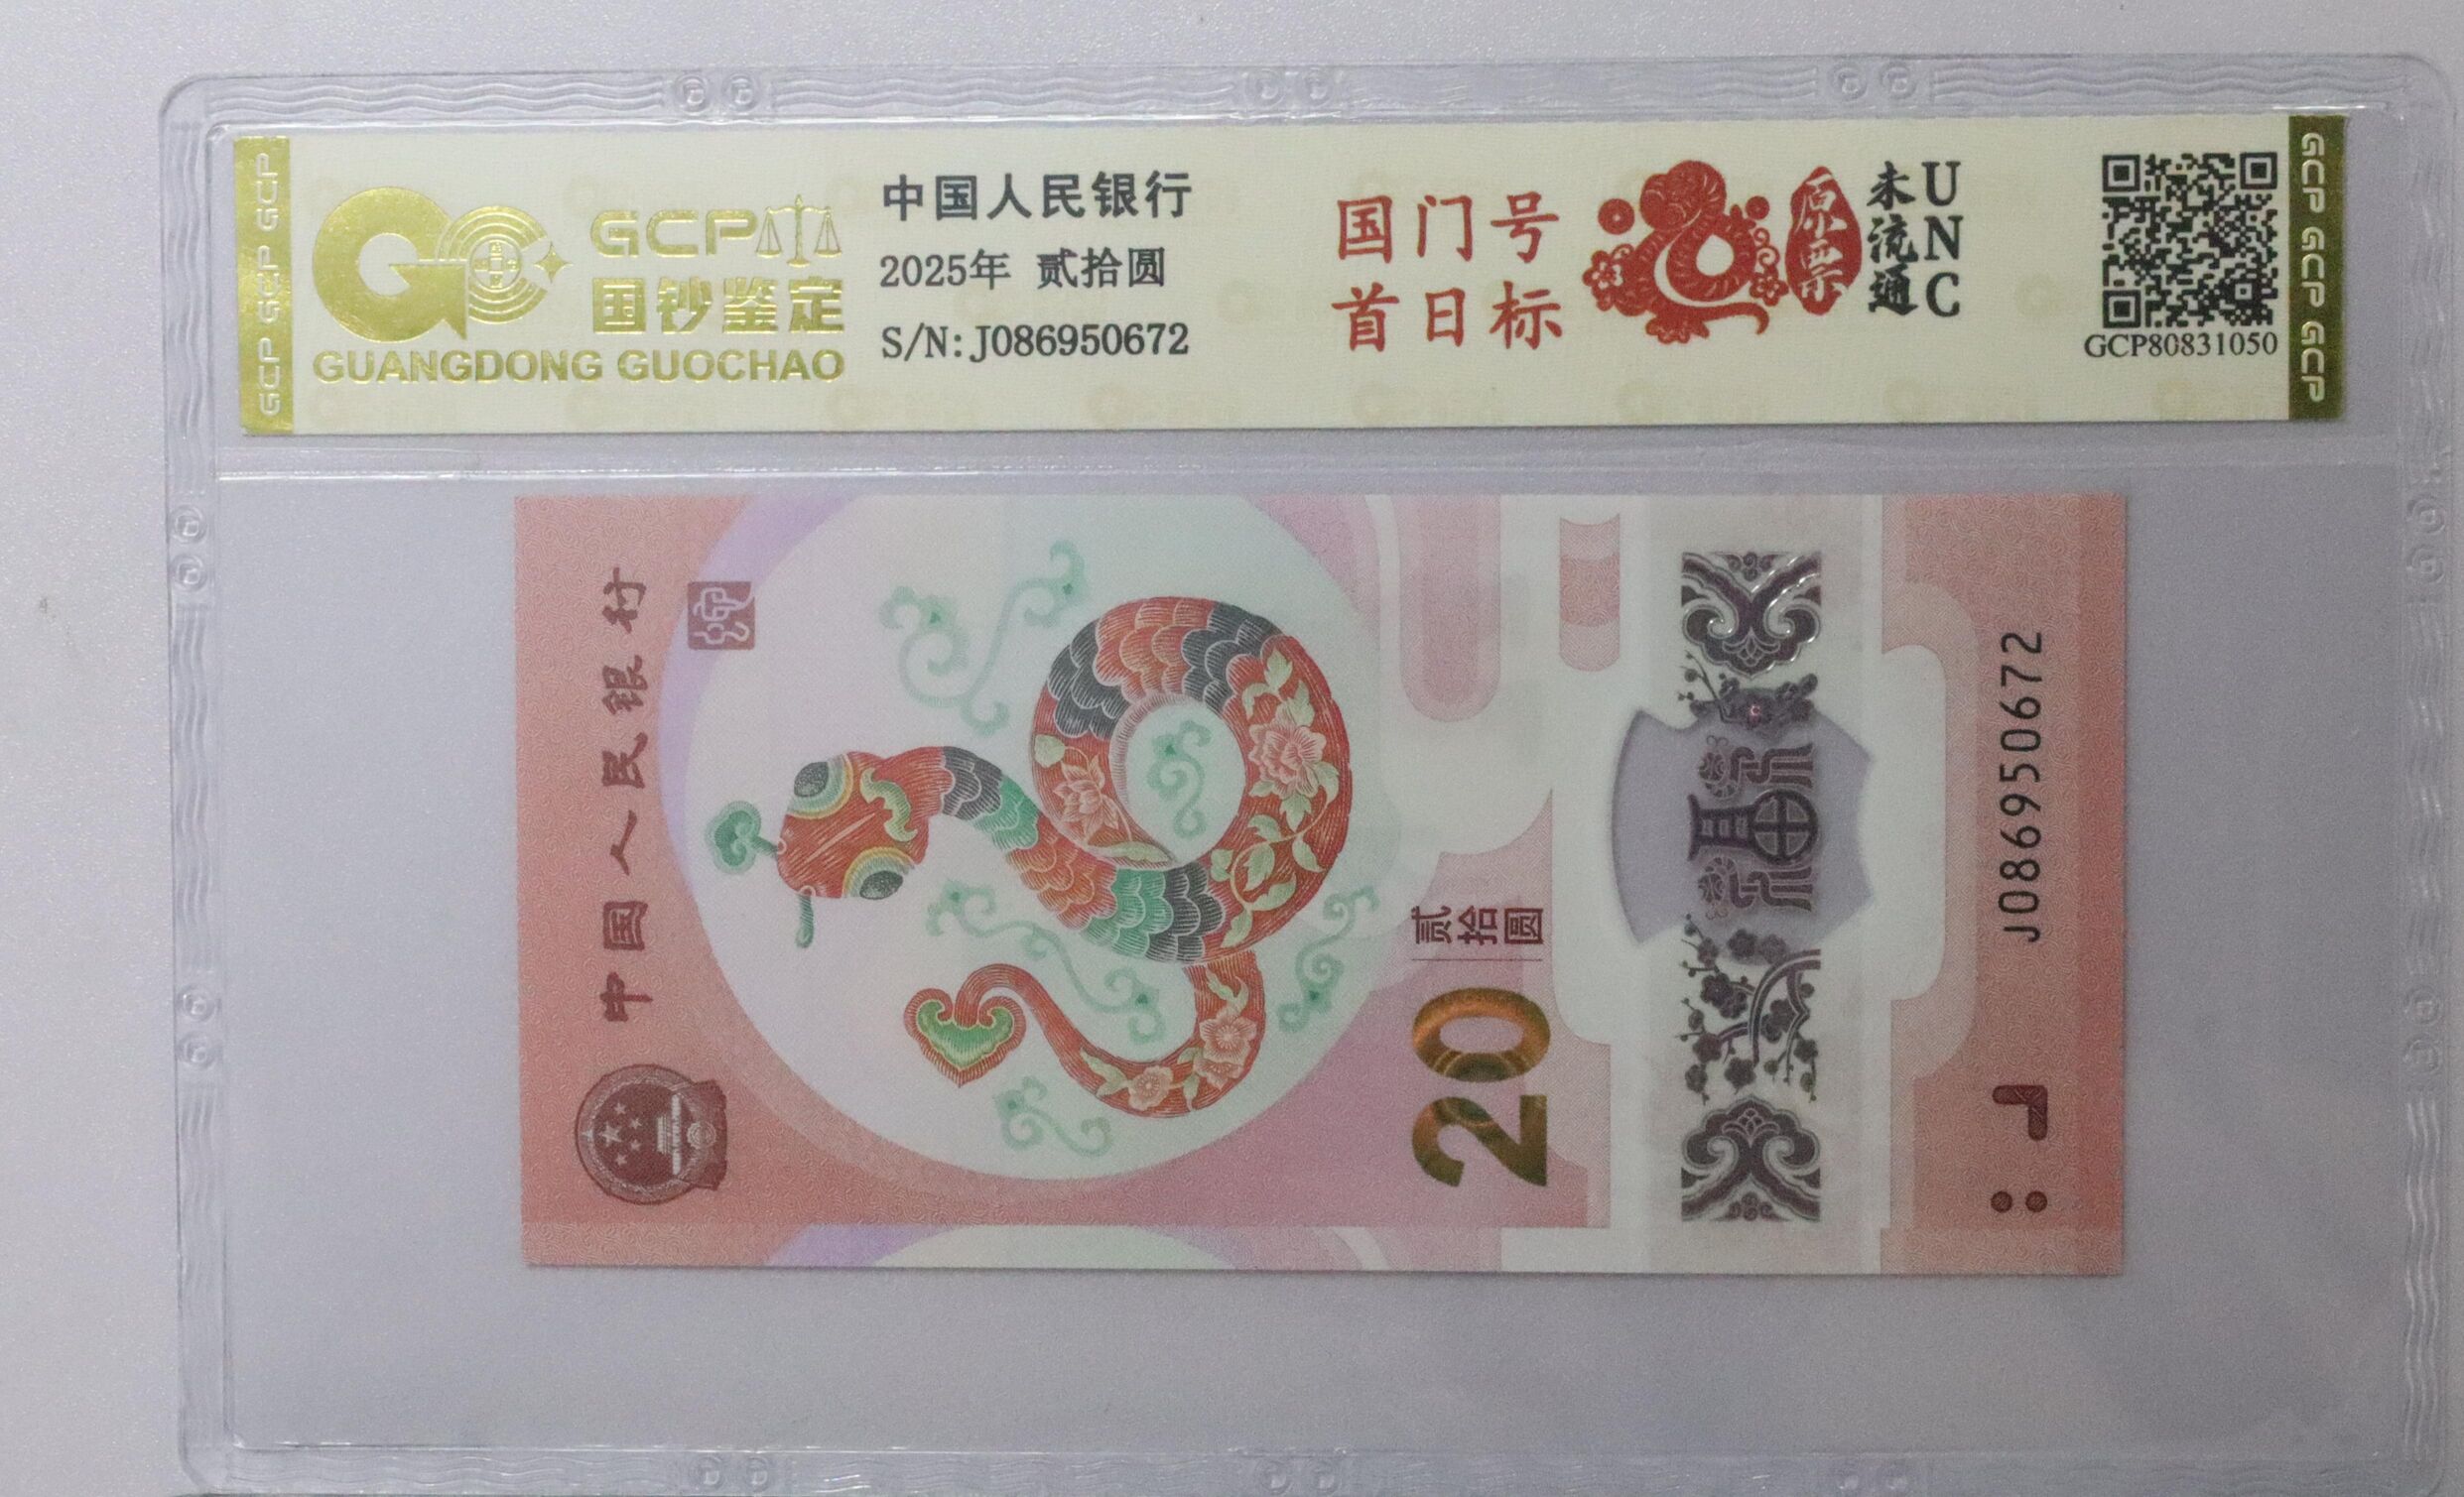 GCP GCP GCP
GCP
国钞鉴定
GUANGDONG GUOCHAO
中国人民银行
2025年 贰拾圆
S/N:J086950672
国门号
首日标
原票
未流通
UNC
GCP80831050
GCP GCP GCP
中国人民银行
20
贰拾圆
福
J086950672